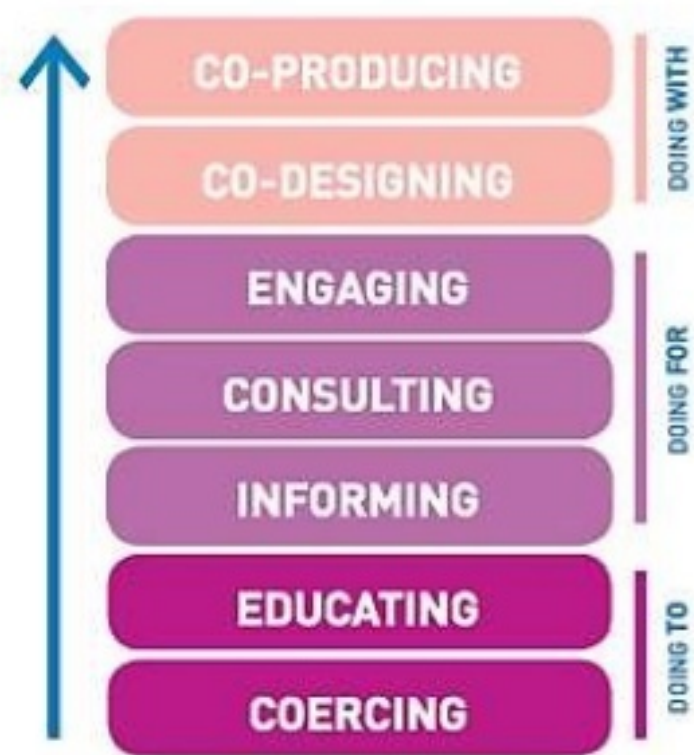 CO-PRODUCING
CO-DESIGNING
DOING WITH
ENGAGING
CONSULTING
INFORMING
DOING FOR
EDUCATING
COERCING
DOING TO